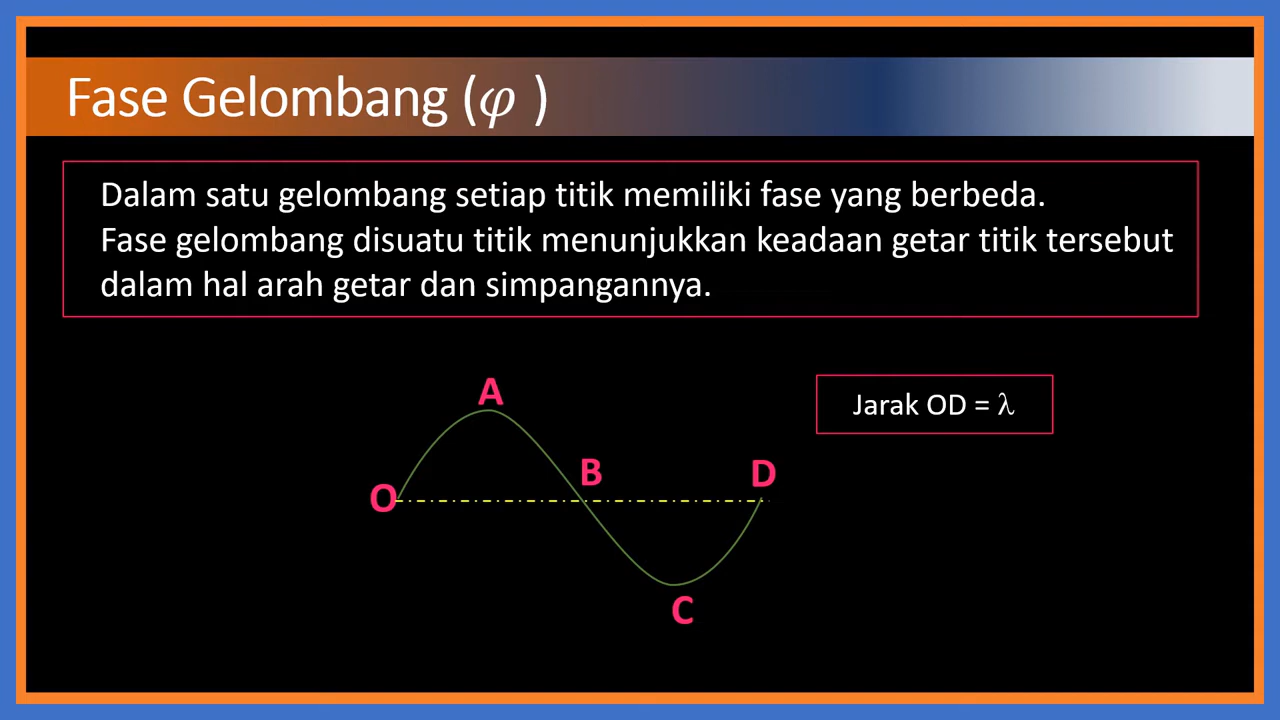 Fase Gelombang (φ )
Dalam satu gelombang setiap titik memiliki fase yang berbeda.
Fase gelombang disuatu titik menunjukkan keadaan getar titik tersebut
dalam hal arah getar dan simpangannya.
A
Jarak OD = λ
B
D
O
C